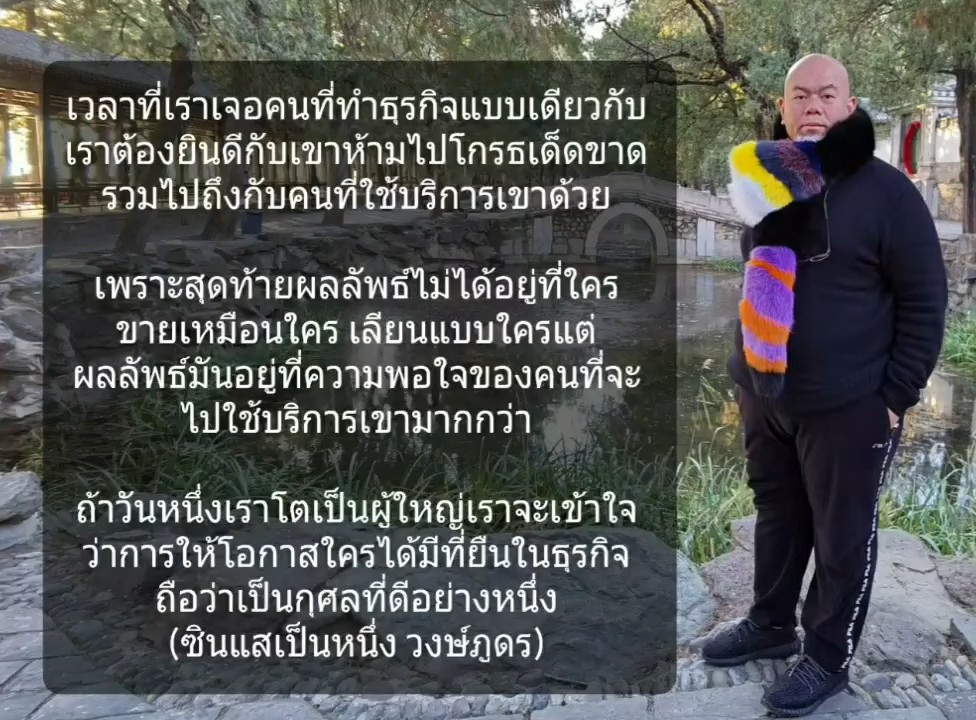 เวลาที่เราเจอคนที่ทำธุรกิจแบบเดียวกับ
เราต้องยินดีกับเขาห้ามไปโกรธเด็ดขาด
รวมไปถึงกับคนที่ใช้บริการเขาด้วย
เพราะสุดท้ายผลลัพธ์ไม่ได้อยู่ที่ใคร
ขายเหมือนใคร เลียนแบบใครแต่
ผลลัพธ์มันอยู่ที่ความพอใจของคนที่จะ
ไปใช้บริการเขามากกว่า
ถ้าวันหนึ่งเราโตเป็นผู้ใหญ่เราจะเข้าใจ
ว่าการให้โอกาสใครได้มีที่ยืนในธุรกิจ
ถือว่าเป็นกุศลที่ดีอย่างหนึ่ง
(ซินแสเป็นหนึ่ง วงษ์ภูดร)